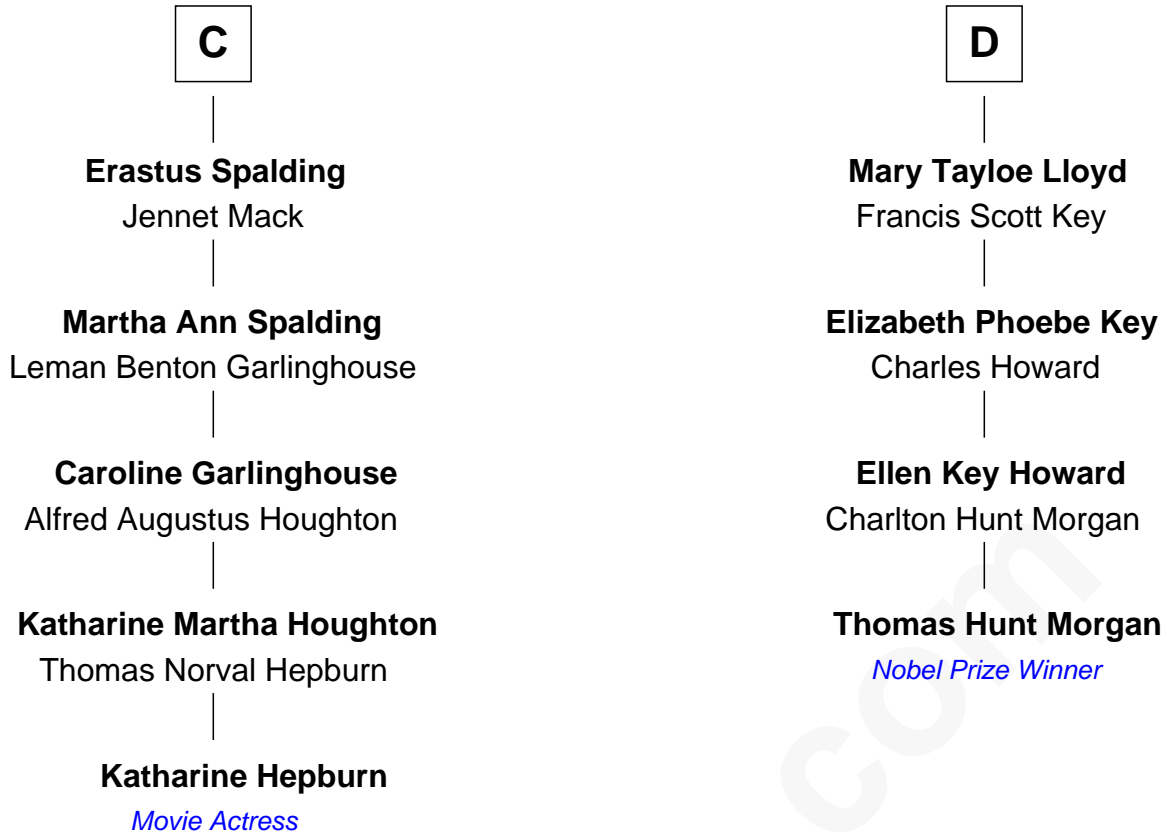 C
Erastus Spalding
Jennet Mack
Martha Ann Spalding
Leman Benton Garlinghouse
Caroline Garlinghouse
Alfred Augustus Houghton
Katharine Martha Houghton
Thomas Norval Hepburn
Katharine Hepburn
Movie Actress
D
Mary Tayloe Lloyd
Francis Scott Key
Elizabeth Phoebe Key
Charles Howard
Ellen Key Howard
Charlton Hunt Morgan
Thomas Hunt Morgan
Nobel Prize Winner
com